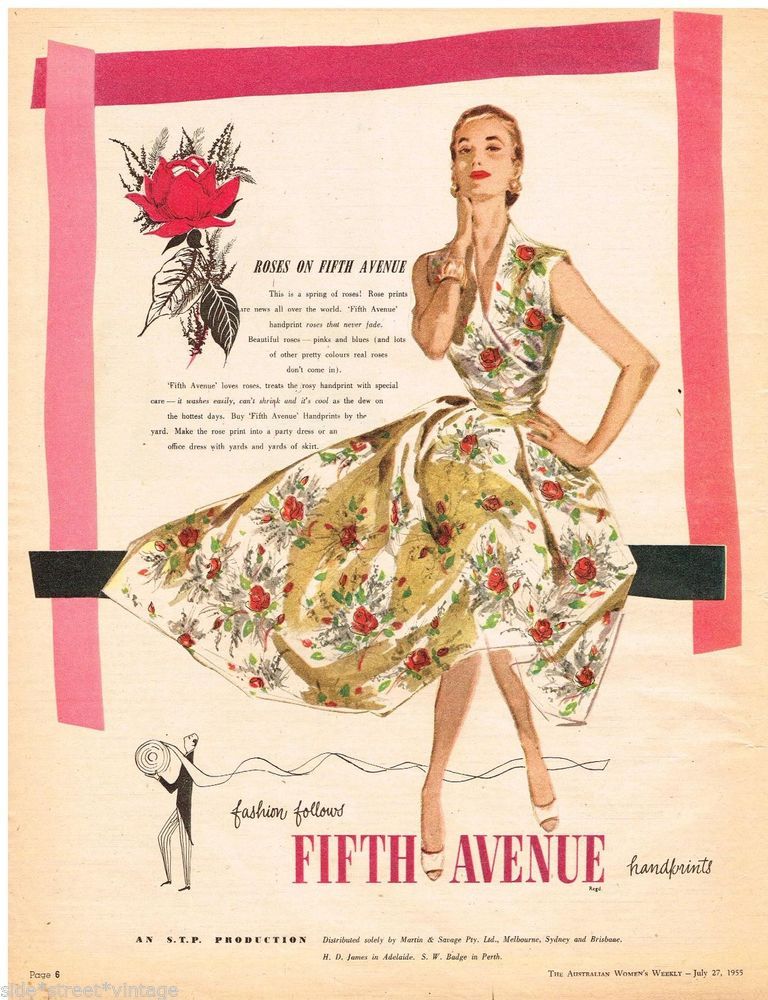 ROSES ON FIFTH AVENUE
This is a spring of roses! Rose prints
are news all over the world. 'Fifth Avenue'
handprint roses that never fade.
Beautiful roses — pinks and blues (and lots
of other pretty colours real roses
don't come in).
'Fifth Avenue' loves roses, treats the rosy handprint with special
care — it washes easily, can't shrink and it's cool as the dew on
the hottest days. Buy 'Fifth Avenue' Handprints by the
yard. Make the rose print into a party dress or an
office dress with yards and yards of skirt.
fashion follows
FIFTH AVENUE handprints
Regd.
AN S.T.P. PRODUCTION Distributed solely by Martin & Savage Pty. Ltd., Melbourne, Sydney and Brisbane.
H. D. James in Adelaide. S. W. Budge in Perth.
Page 6 THE AUSTRALIAN WOMEN'S WEEKLY – July 27, 1955
side*street*vintage